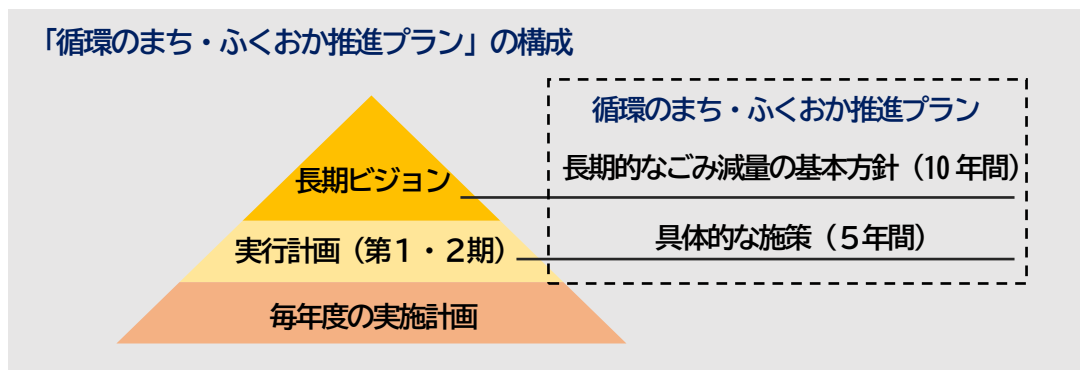 「循環のまち・ふくおか推進プラン」の構成
循環のまち・ふくおか推進プラン
長期ビジョン
長期的なごみ減量の基本方針（10年間）
実行計画（第１・２期）
具体的な施策（５年間）
毎年度の実施計画